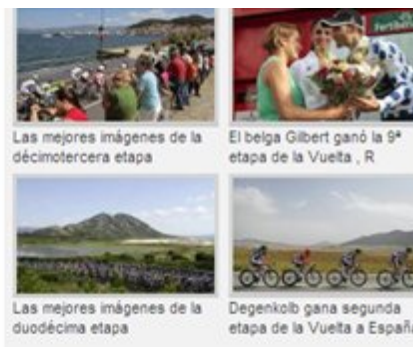 Las mejores imágenes de la
décimotercera etapa
El belga Gilbert ganó la 9ª
etapa de la Vuelta , R
Las mejores imágenes de la
duodécima etapa
Degenkolb gana segunda
etapa de la Vuelta a España